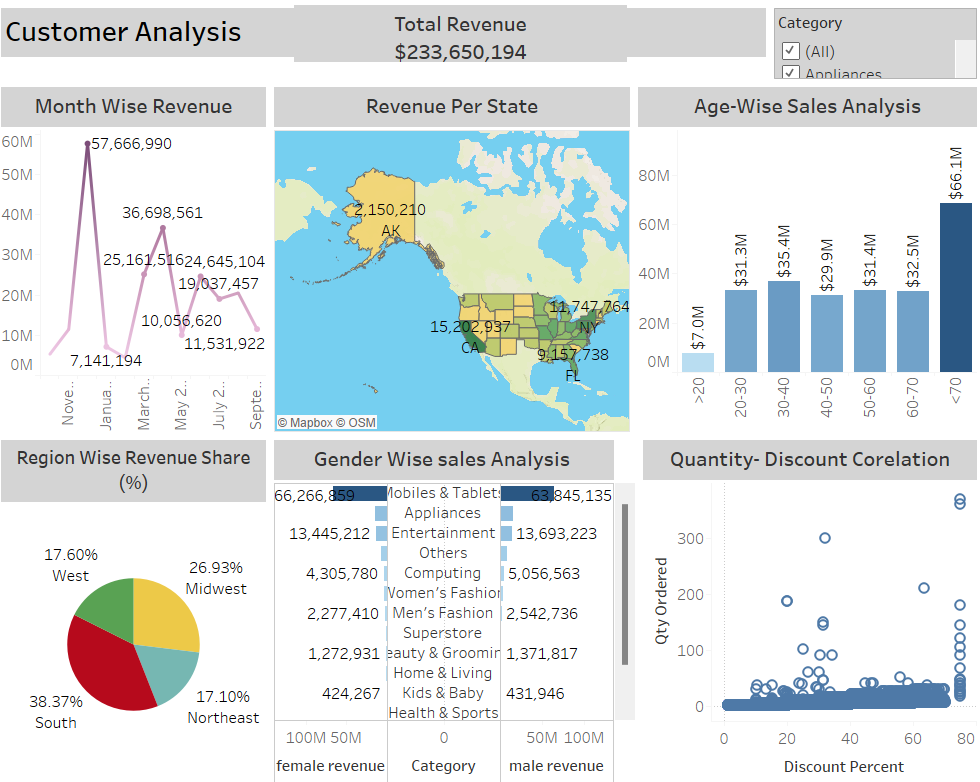 Customer Analysis
Total Revenue
$233,650,194
Category
(All)
Appliances
Month Wise Revenue
60M
50M
40M
30M
20M
10M
0M
57,666,990
36,698,561
25,161,516
24,645,104
19,037,457
10,056,620
11,531,922
7,141,194
Nove..
Janua..
March..
May 2..
July 2..
Septe..
Revenue Per State
2,150,210
AK
15,202,937
CA
11,747,764
NY
9,157,738
FL
© Mapbox © OSM
Age-Wise Sales Analysis
80M
60M
40M
20M
0M
$7.0M
$31.3M
$35.4M
$29.9M
$31.4M
$32.5M
$66.1M
>20
20-30
30-40
40-50
50-60
60-70
<70
Region Wise Revenue Share
(%)
17.60%
West
26.93%
Midwest
38.37%
South
17.10%
Northeast
Gender Wise sales Analysis
66,266,859 Mobiles & Tablets 63,845,135
Appliances
13,445,212 Entertainment 13,693,223
Others
4,305,780 Computing 5,056,563
Women's Fashion
2,277,410 Men's Fashion 2,542,736
Superstore
1,272,931 eauty & Groomin 1,371,817
Home & Living
424,267 Kids & Baby 431,946
Health & Sports
100M 50M 0 50M 100M
female revenue Category male revenue
Quantity- Discount Corelation
Qty Ordered
300
200
100
0
0 20 40 60 80
Discount Percent